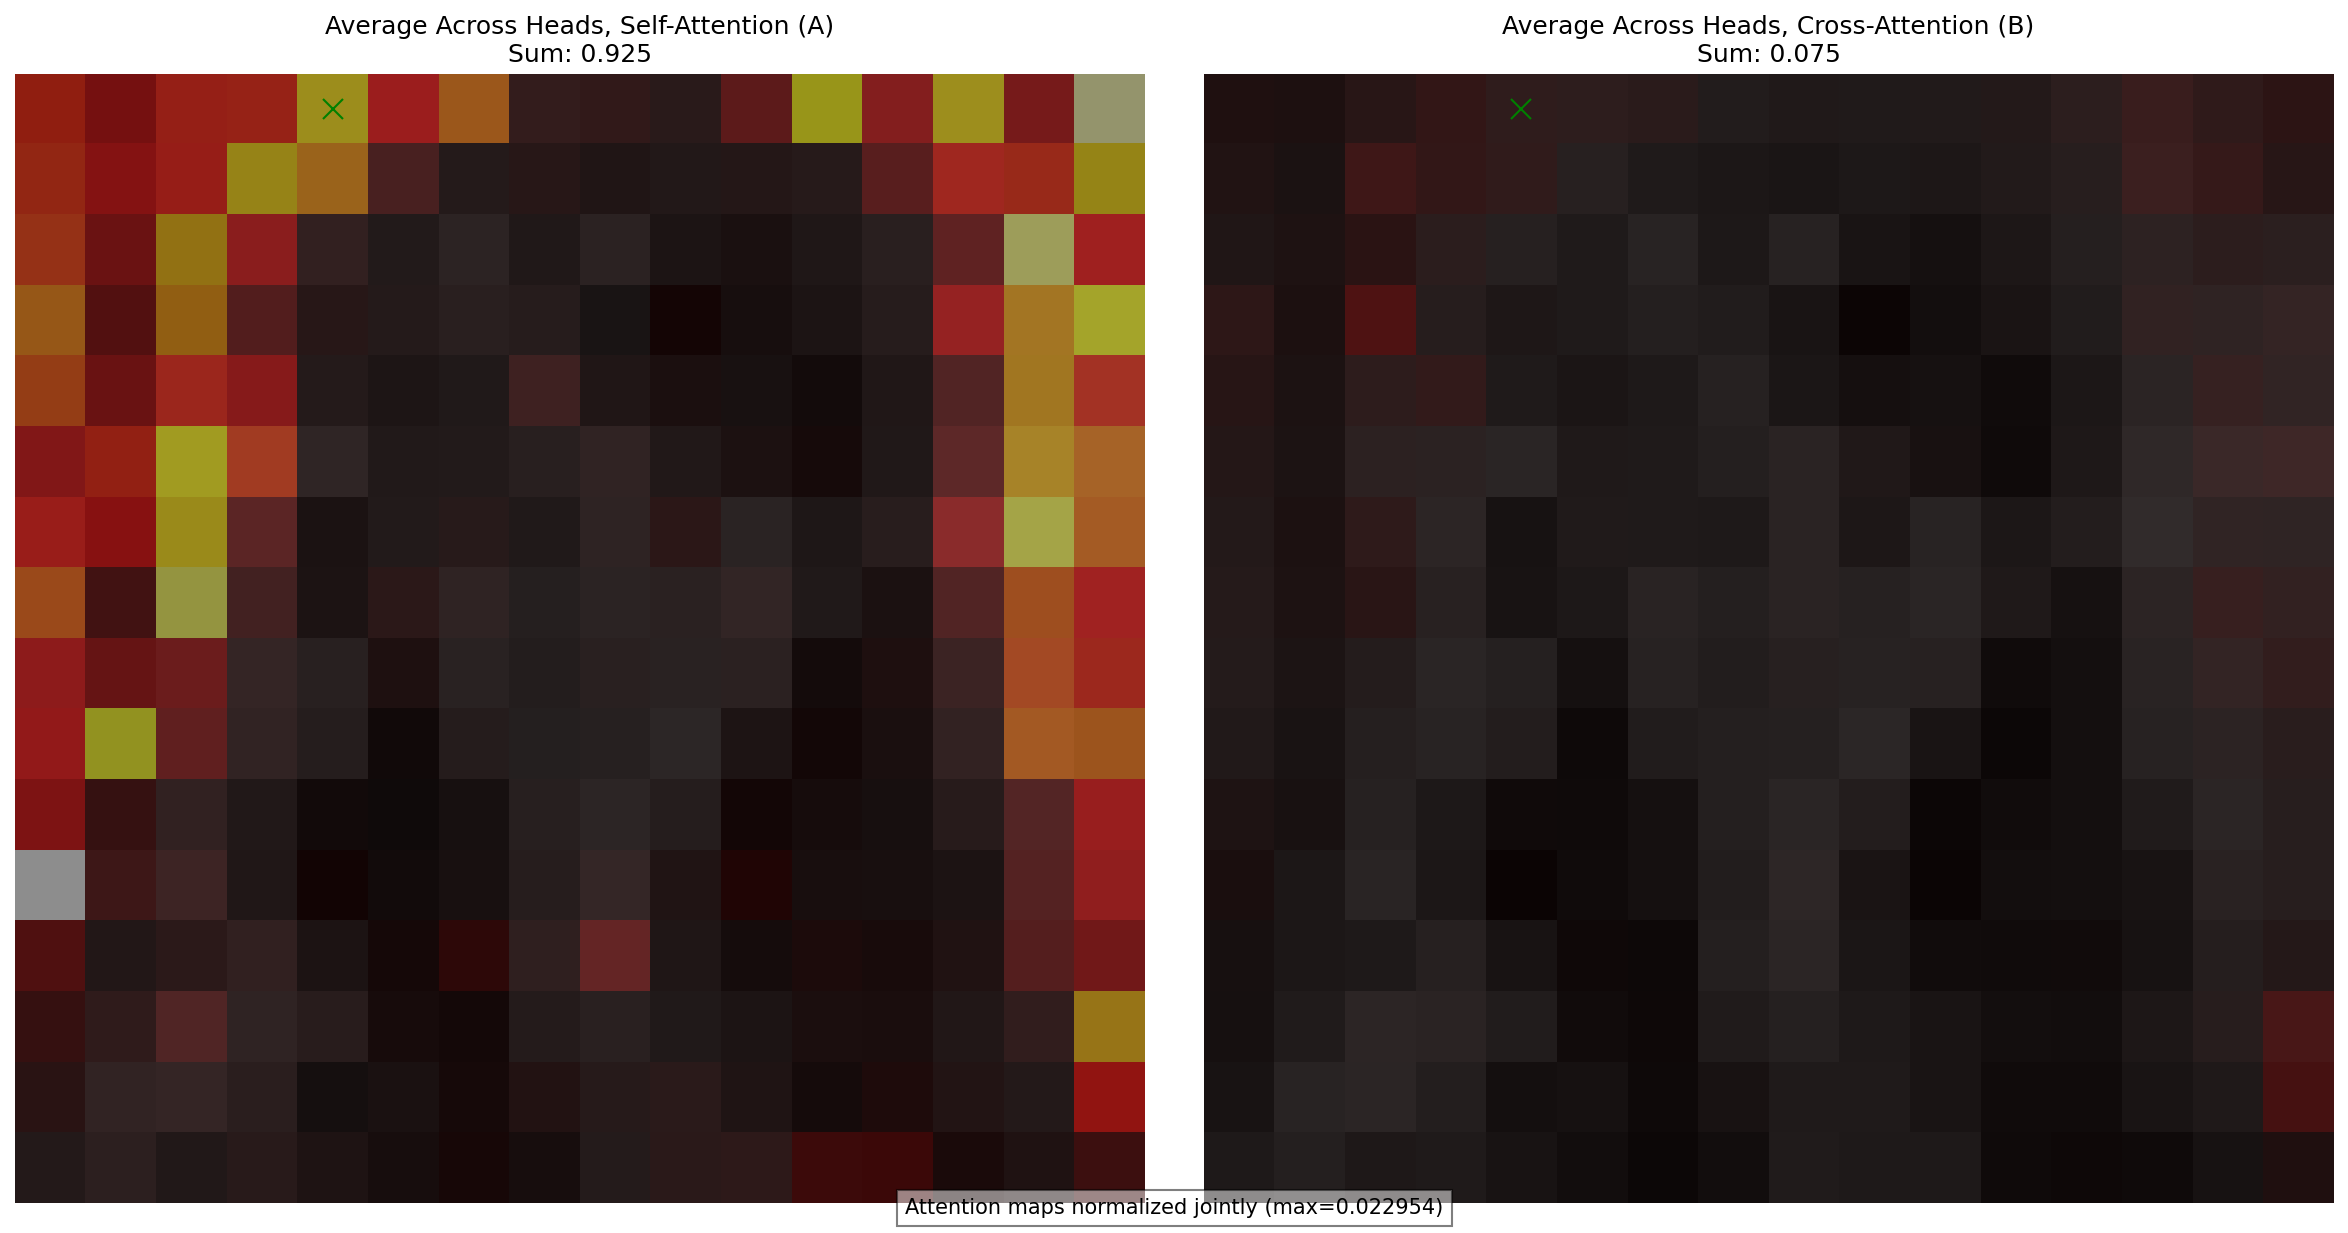 Average Across Heads, Self-Attention (A)
Sum: 0.925
Average Across Heads, Cross-Attention (B)
Sum: 0.075
Attention maps normalized jointly (max=0.022954)